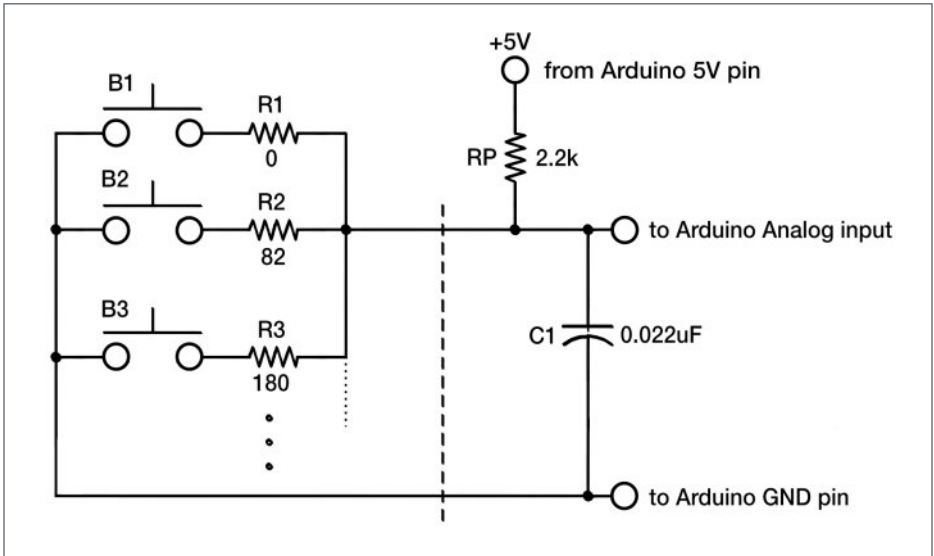 B1
R1
0
B2
R2
82
B3
R3
180
+5V
from Arduino 5V pin
RP 2.2k
to Arduino Analog input
C1 0.022uF
to Arduino GND pin